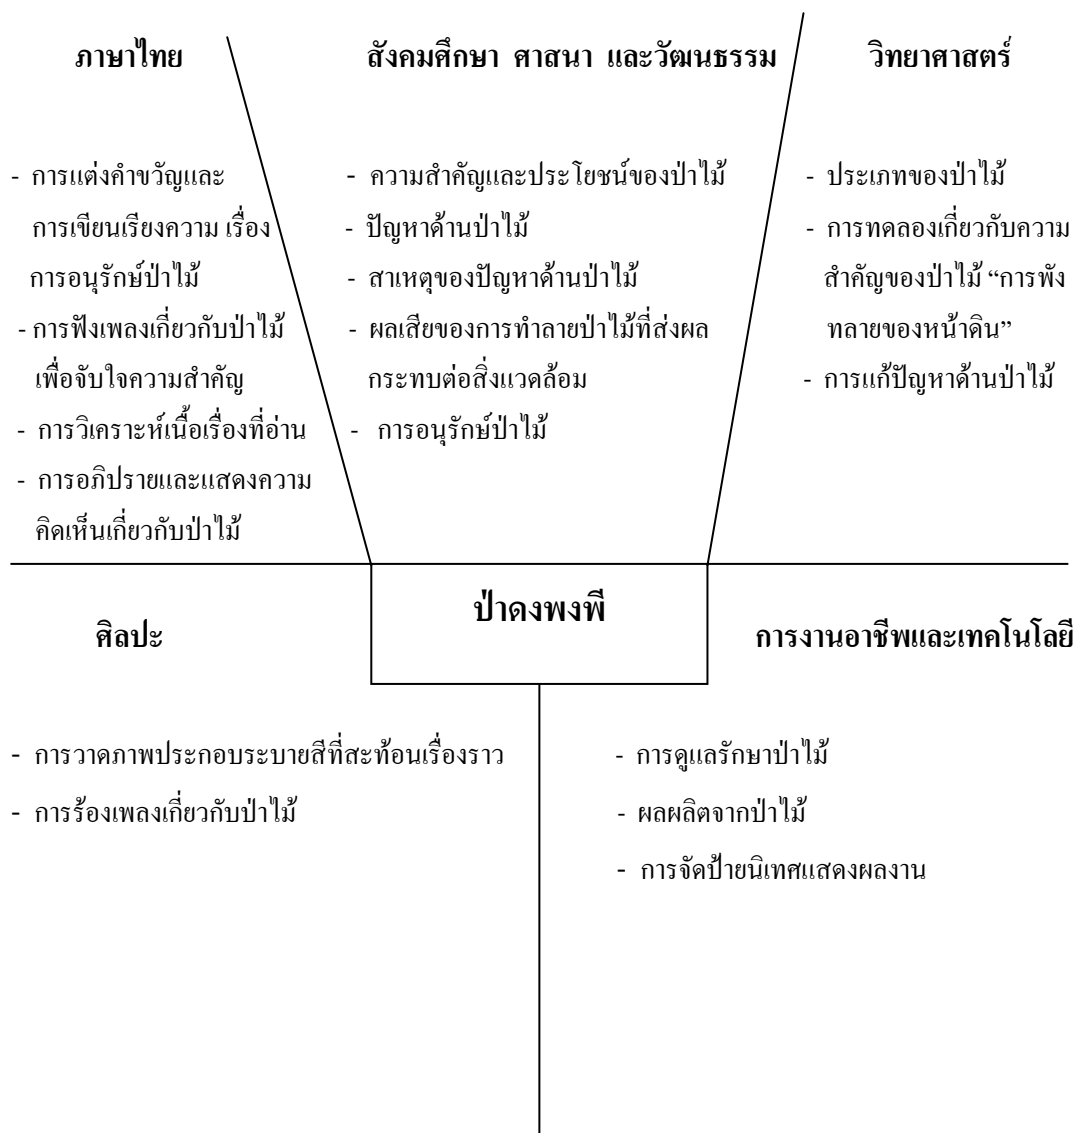 ภาษาไทย
- การแต่งคำขวัญและ
การเขียนเรียงความ เรื่อง
การอนุรักษ์ป่าไม้
- การฟังเพลงเกี่ยวกับป่าไม้
เพื่อจับใจความสำคัญ
- การวิเคราะห์เนื้อเรื่องที่อ่าน
- การอภิปรายและแสดงความ
คิดเห็นเกี่ยวกับป่าไม้
สังคมศึกษา ศาสนา และวัฒนธรรม
- ความสำคัญและประโยชน์ของป่าไม้
- ปัญหาด้านป่าไม้
- สาเหตุของปัญหาด้านป่าไม้
- ผลเสียของการทำลายป่าไม้ที่ส่งผล
กระทบต่อสิ่งแวดล้อม
- การอนุรักษ์ป่าไม้
วิทยาศาสตร์
- ประเภทของป่าไม้
- การทดลองเกี่ยวกับความ
สำคัญของป่าไม้ “การพัง
ทลายของหน้าดิน”
- การแก้ปัญหาด้านป่าไม้
ป่าดงพงพี
ศิลปะ
- การวาดภาพประกอบระบายสีที่สะท้อนเรื่องราว
- การร้องเพลงเกี่ยวกับป่าไม้
การงานอาชีพและเทคโนโลยี
- การดูแลรักษาป่าไม้
- ผลผลิตจากป่าไม้
- การจัดป้ายนิเทศแสดงผลงาน